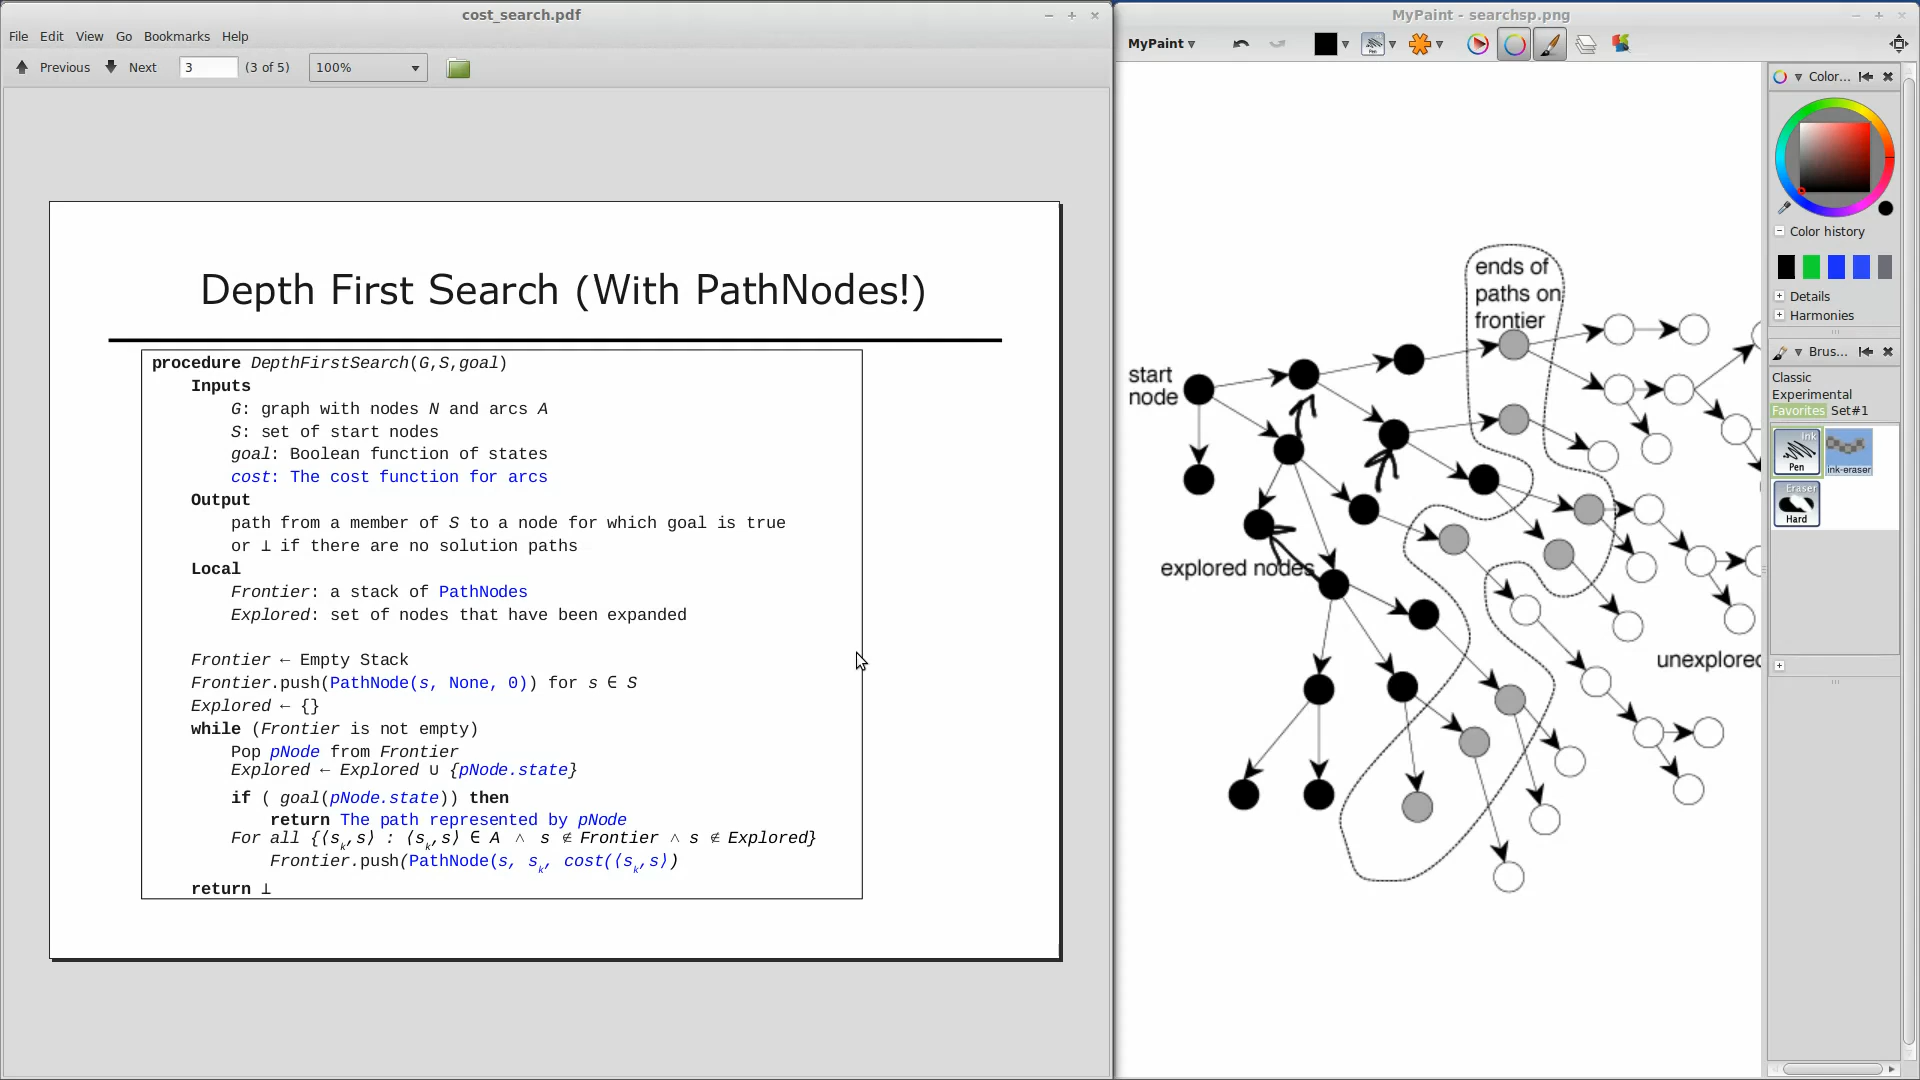 cost_search.pdf
File Edit View Go Bookmarks Help
Previous Next 3 (3 of 5) 100%
Depth First Search (With PathNodes!)
procedure DepthFirstSearch(G,S,goal)
Inputs
G: graph with nodes N and arcs A
S: set of start nodes
goal: Boolean function of states
cost: The cost function for arcs
Output
path from a member of S to a node for which goal is true
or ⊥ if there are no solution paths
Local
Frontier: a stack of PathNodes
Explored: set of nodes that have been expanded
Frontier ← Empty Stack
Frontier.push(PathNode(s, None, 0)) for s ∈ S
Explored ← {}
while (Frontier is not empty)
Pop pNode from Frontier
Explored ← Explored ∪ {pNode.state}
if ( goal(pNode.state)) then
return The path represented by pNode
For all {⟨sₖ,s⟩ : ⟨sₖ,s⟩ ∈ A ∧ s ∉ Frontier ∧ s ∉ Explored}
Frontier.push(PathNode(s, sₖ, cost(⟨sₖ,s⟩)
return ⊥
MyPaint - searchsp.png
MyPaint
ends of
paths on
frontier
start
node
explored nodes
unexplored
Color...
Color history
Details
Harmonies
Brus...
Classic
Experimental
Favorites Set#1
Ink
Pen
ink-eraser
Eraser
Hard